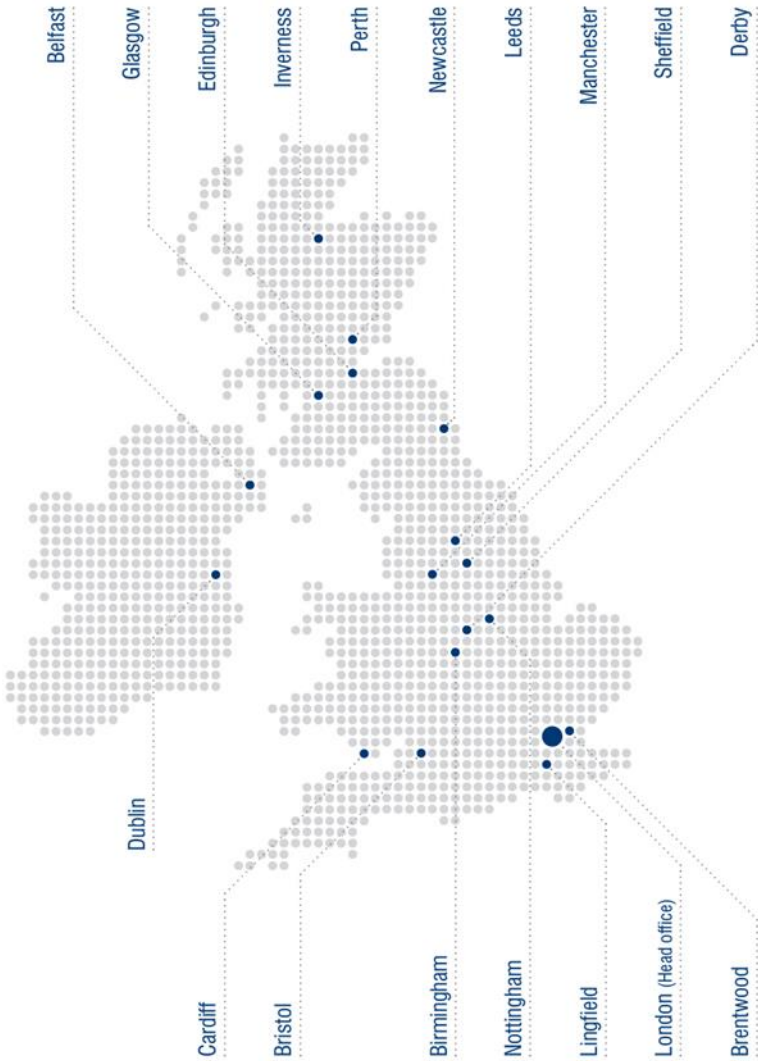 Belfast
Glasgow
Edinburgh
Inverness
Perth
Newcastle
Leeds
Manchester
Sheffield
Derby
Dublin
Cardiff
Bristol
Birmingham
Nottingham
Lingfield
London (Head office)
Brentwood